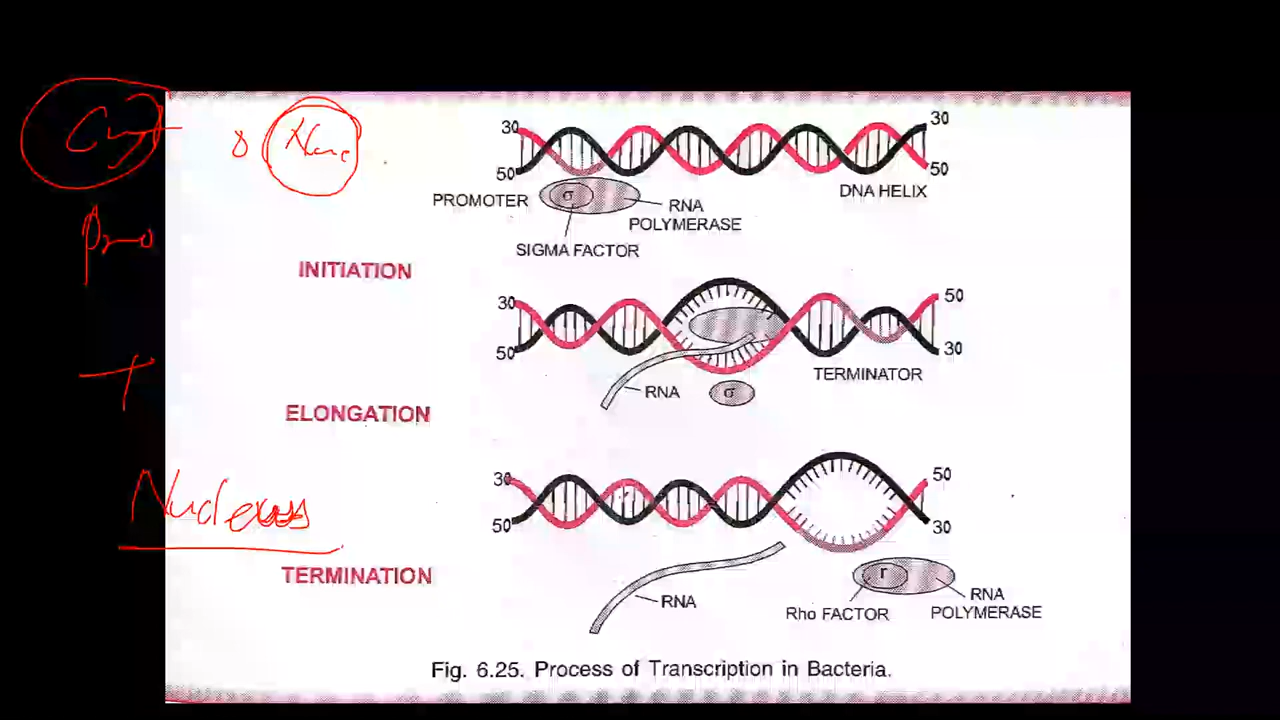 30
30
50
50
PROMOTER
σ
RNA
POLYMERASE
DNA HELIX
SIGMA FACTOR
INITIATION
30
50
50
30
TERMINATOR
RNA
σ
ELONGATION
30
50
50
30
Nucleus
TERMINATION
RNA
r
Rho FACTOR
RNA
POLYMERASE
Fig. 6.25. Process of Transcription in Bacteria.